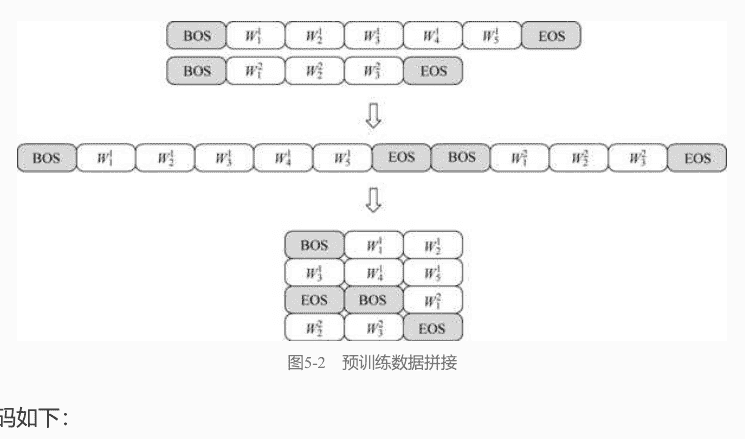 BOS W₁¹ W₂¹ W₃¹ W₄¹ W₅¹ EOS
BOS W₁² W₂² W₃² EOS
BOS W₁¹ W₂¹ W₃¹ W₄¹ W₅¹ EOS BOS W₁² W₂² W₃² EOS
BOS W₁¹ W₂¹
W₃¹ W₄¹ W₅¹
EOS BOS W₁²
W₂² W₃² EOS
图5-2 预训练数据拼接
码如下：